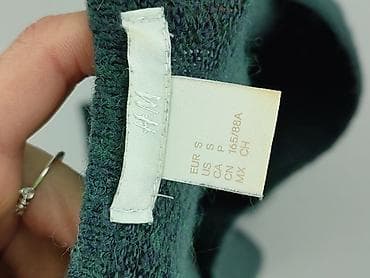 H&M
EUR S
US S
CA P
CN 165/88A
MX CH